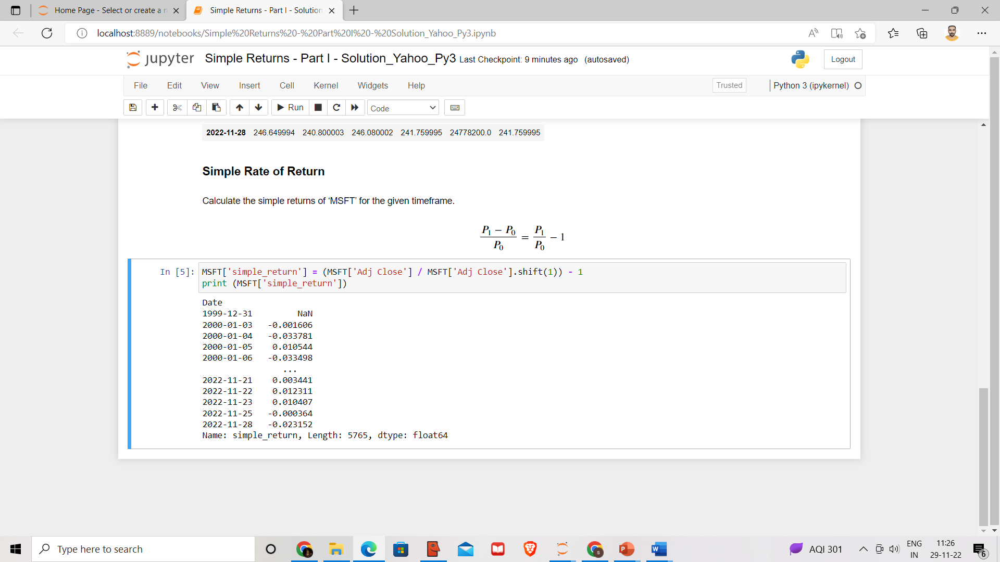 Home Page - Select or create a n
Simple Returns - Part I - Solution
localhost:8889/notebooks/Simple%20Returns%20-%20Part%20I%20-%20Solution_Yahoo_Py3.ipynb
jupyter Simple Returns - Part I - Solution_Yahoo_Py3 Last Checkpoint: 9 minutes ago (autosaved)
Logout
File Edit View Insert Cell Kernel Widgets Help
Trusted
Python 3 (ipykernel)
Run
Code
2022-11-28 246.649994 240.800003 246.080002 241.759995 24778200.0 241.759995
Simple Rate of Return
Calculate the simple returns of ‘MSFT’ for the given timeframe.
P1 − P0 / P0 = P1 / P0 − 1
In [5]: MSFT['simple_return'] = (MSFT['Adj Close'] / MSFT['Adj Close'].shift(1)) - 1
print (MSFT['simple_return'])
Date
1999-12-31 NaN
2000-01-03 -0.001606
2000-01-04 -0.033781
2000-01-05 0.010544
2000-01-06 -0.033498
...
2022-11-21 0.003441
2022-11-22 0.012311
2022-11-23 0.010407
2022-11-25 -0.000364
2022-11-28 -0.023152
Name: simple_return, Length: 5765, dtype: float64
Type here to search
S
P
W
AQI 301
ENG
IN
11:26
29-11-22
6